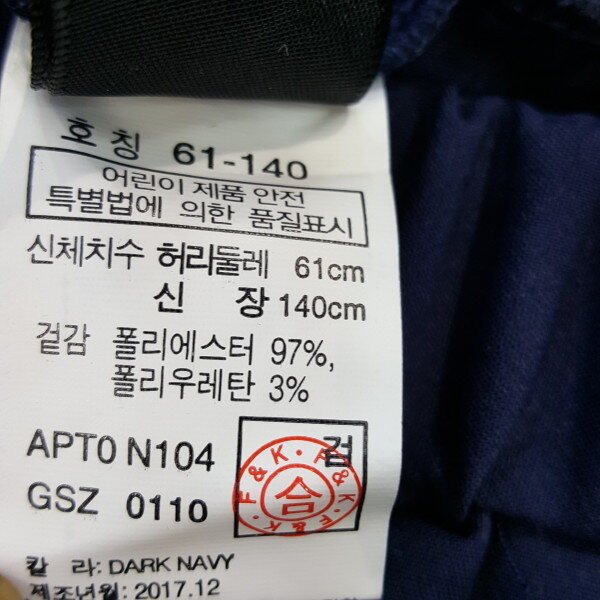 호 칭 61-140
어린이 제품 안전
특별법에 의한 품질표시
신체치수 허리둘레 61cm
신 장 140cm
겉감 폴리에스터 97%,
폴리우레탄 3%
APT0 N104
검
GSZ 0110
F&K · F&K · F&K
合
칼 라: DARK NAVY
제조년월: 2017.12